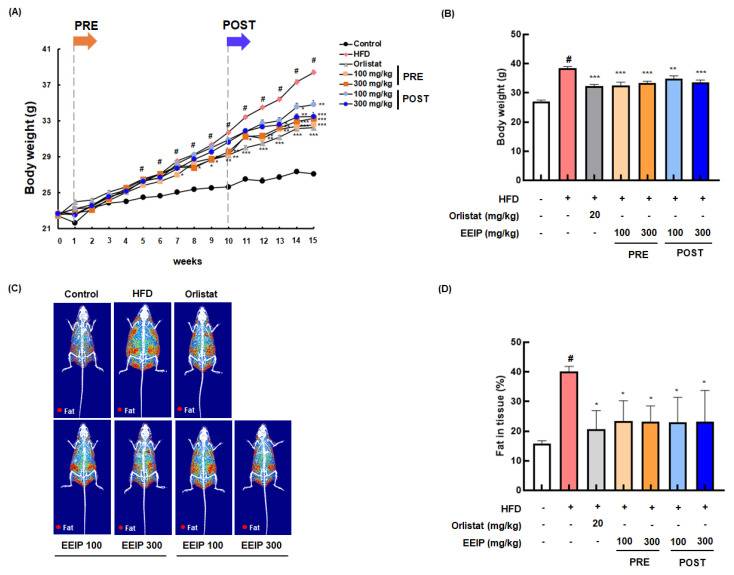 (A)
PRE
POST
Body weight (g)
41
36
31
26
21
0 1 2 3 4 5 6 7 8 9 10 11 12 13 14 15
weeks
# # # # # # # # # # #
Control
HFD
Orlistat
100 mg/kg
300 mg/kg
PRE
100 mg/kg
300 mg/kg
POST
(B)
Body weight (g)
50
40
30
20
10
0
# *** *** *** ** ***
HFD - + + + + + +
Orlistat (mg/kg) - - 20 - - - -
EEIP (mg/kg) - - - 100 300 100 300
PRE POST
(C)
Control HFD Orlistat
Fat Fat Fat
Fat Fat Fat Fat
EEIP 100 EEIP 300 EEIP 100 EEIP 300
(D)
Fat in tissue (%)
50
40
30
20
10
0
# * * * * *
HFD - + + + + + +
Orlistat (mg/kg) - - 20 - - - -
EEIP (mg/kg) - - - 100 300 100 300
PRE POST